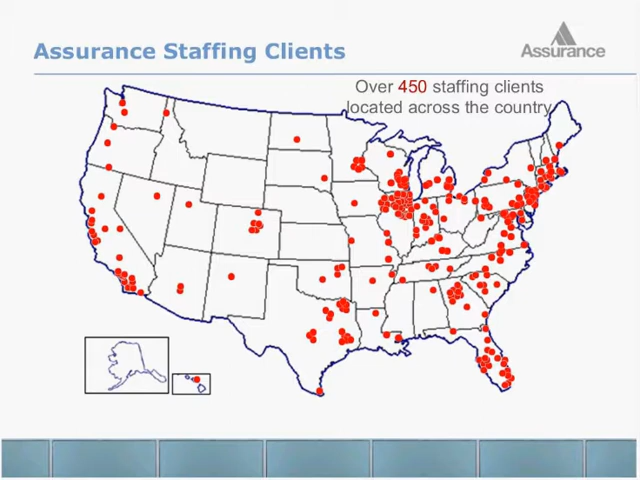 Assurance Staffing Clients
Assurance
Over 450 staffing clients
located across the country